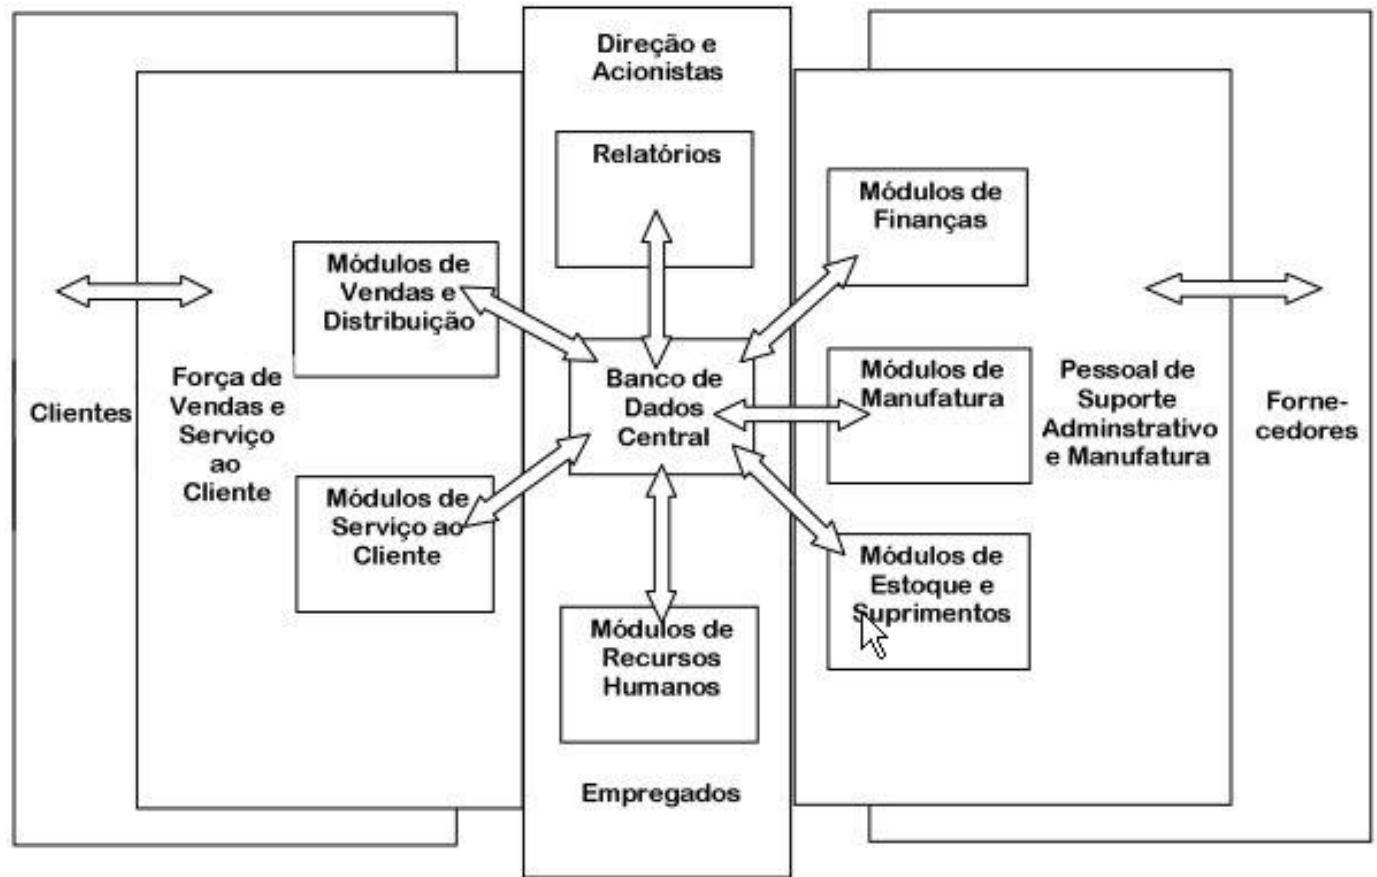 Direção e
Acionistas
Relatórios
Módulos de
Finanças
Módulos de
Vendas e
Distribuição
Banco de
Dados
Central
Módulos de
Manufatura
Clientes
Força de
Vendas e
Serviço
ao
Cliente
Pessoal de
Suporte
Adminstrativo
e Manufatura
Forne-
cedores
Módulos de
Serviço ao
Cliente
Módulos de
Estoque e
Suprimentos
Módulos de
Recursos
Humanos
Empregados